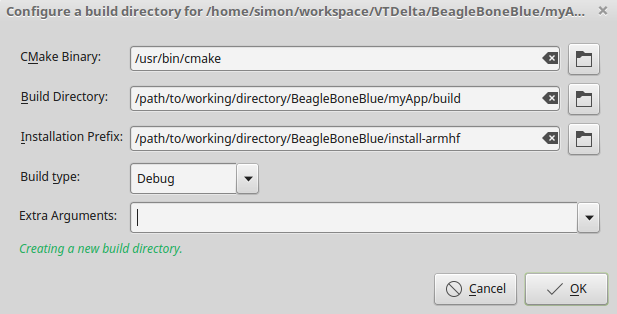 Configure a build directory for /home/simon/workspace/VTDelta/BeagleBoneBlue/myA...
CMake Binary: /usr/bin/cmake
Build Directory: /path/to/working/directory/BeagleBoneBlue/myApp/build
Installation Prefix: /path/to/working/directory/BeagleBoneBlue/install-armhf
Build type: Debug
Extra Arguments:
Creating a new build directory.
Cancel OK